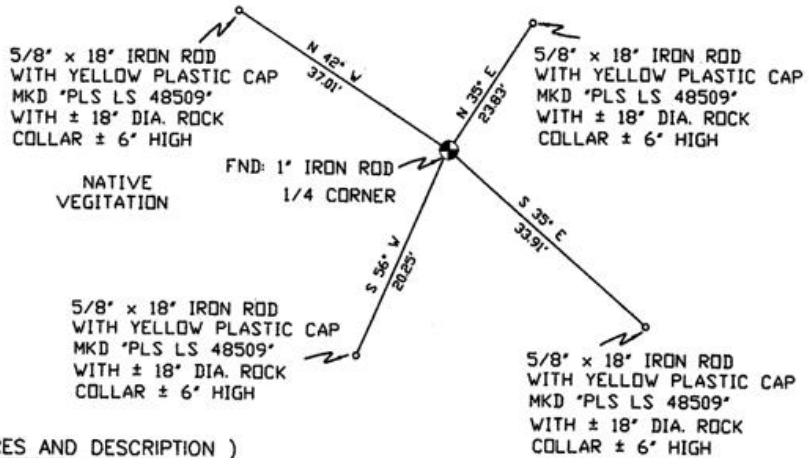 N 42° W
37.01'
N 35° E
23.83'
5/8" x 18" IRON ROD
WITH YELLOW PLASTIC CAP
MKD "PLS LS 48509"
WITH ± 18" DIA. ROCK
COLLAR ± 6" HIGH
5/8" x 18" IRON ROD
WITH YELLOW PLASTIC CAP
MKD "PLS LS 48509"
WITH ± 18" DIA. ROCK
COLLAR ± 6" HIGH
NATIVE
VEGITATION
FND: 1" IRON ROD
1/4 CORNER
S 56° W
20.25'
S 35° E
33.91'
5/8" x 18" IRON ROD
WITH YELLOW PLASTIC CAP
MKD "PLS LS 48509"
WITH ± 18" DIA. ROCK
COLLAR ± 6" HIGH
5/8" x 18" IRON ROD
WITH YELLOW PLASTIC CAP
MKD "PLS LS 48509"
WITH ± 18" DIA. ROCK
COLLAR ± 6" HIGH
AND DESCRIPTION )